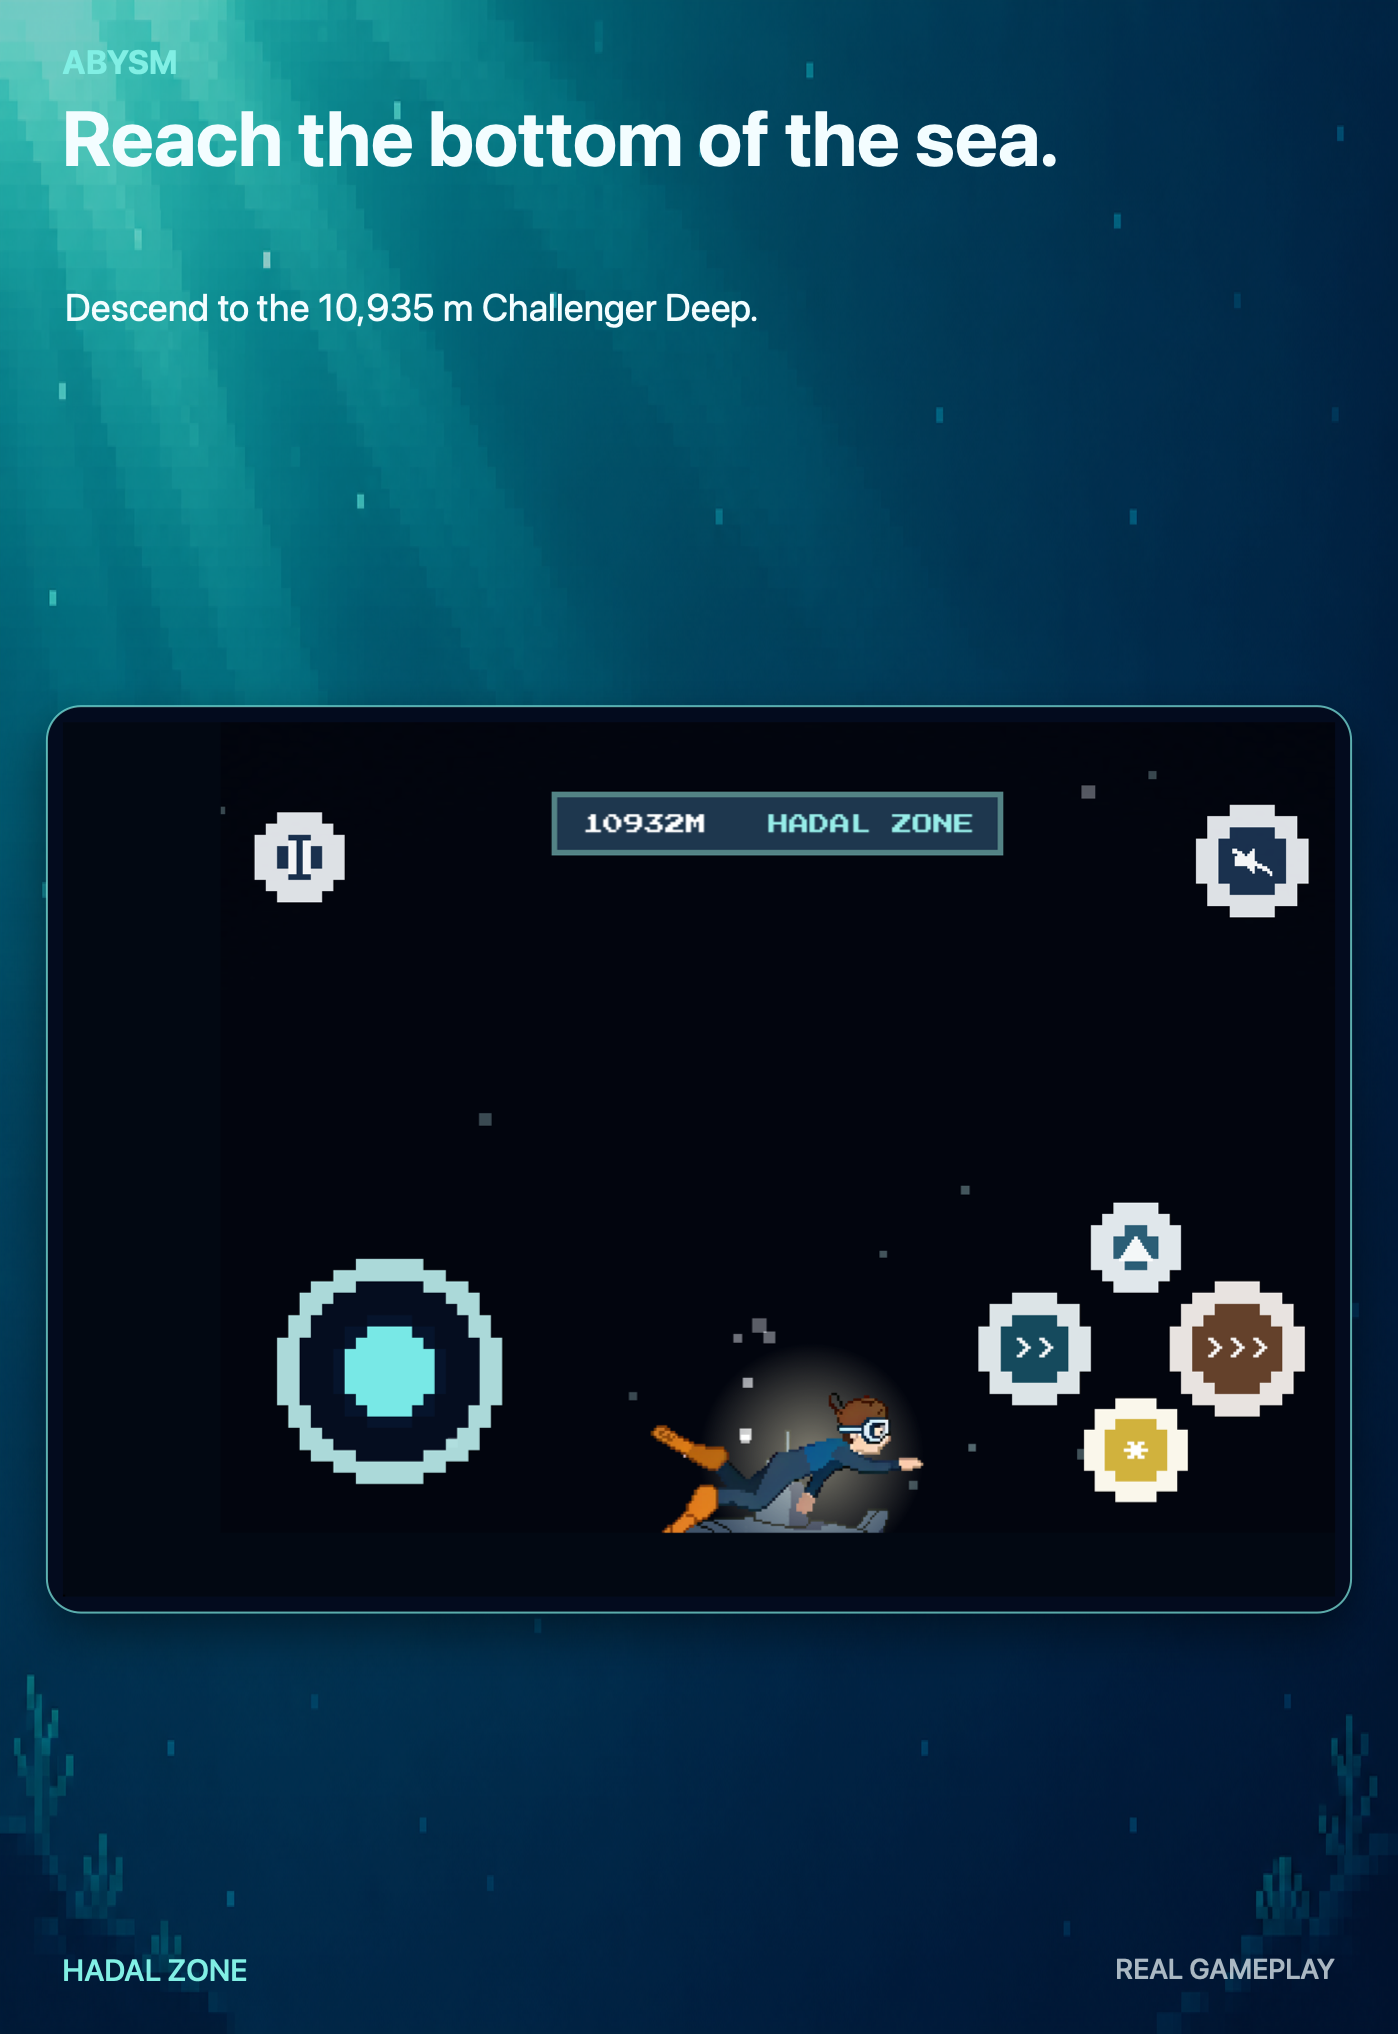 ABYSM
Reach the bottom of the sea.
Descend to the 10,935 m Challenger Deep.
10932M HADAL ZONE
>>
>>>
*
HADAL ZONE
REAL GAMEPLAY